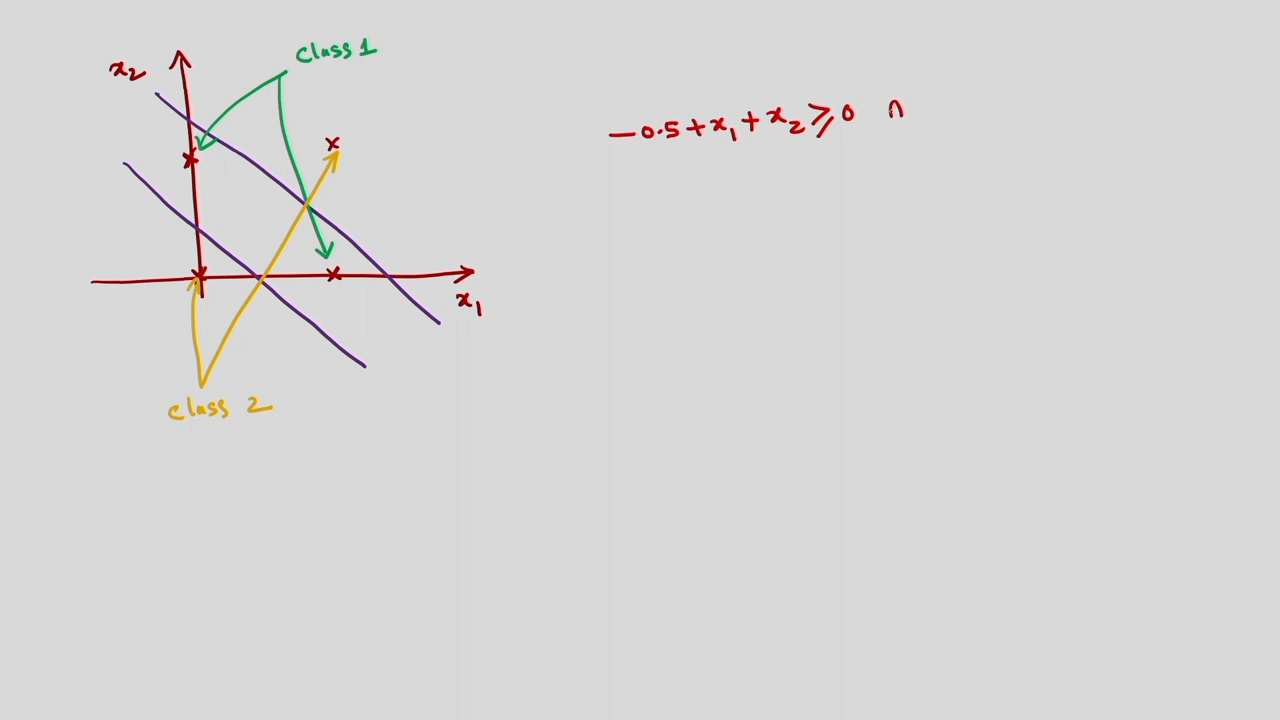 class 1
x₂
-0.5 + x₁ + x₂ ⩾ 0 ∩
x
x
x
x
x₁
class 2